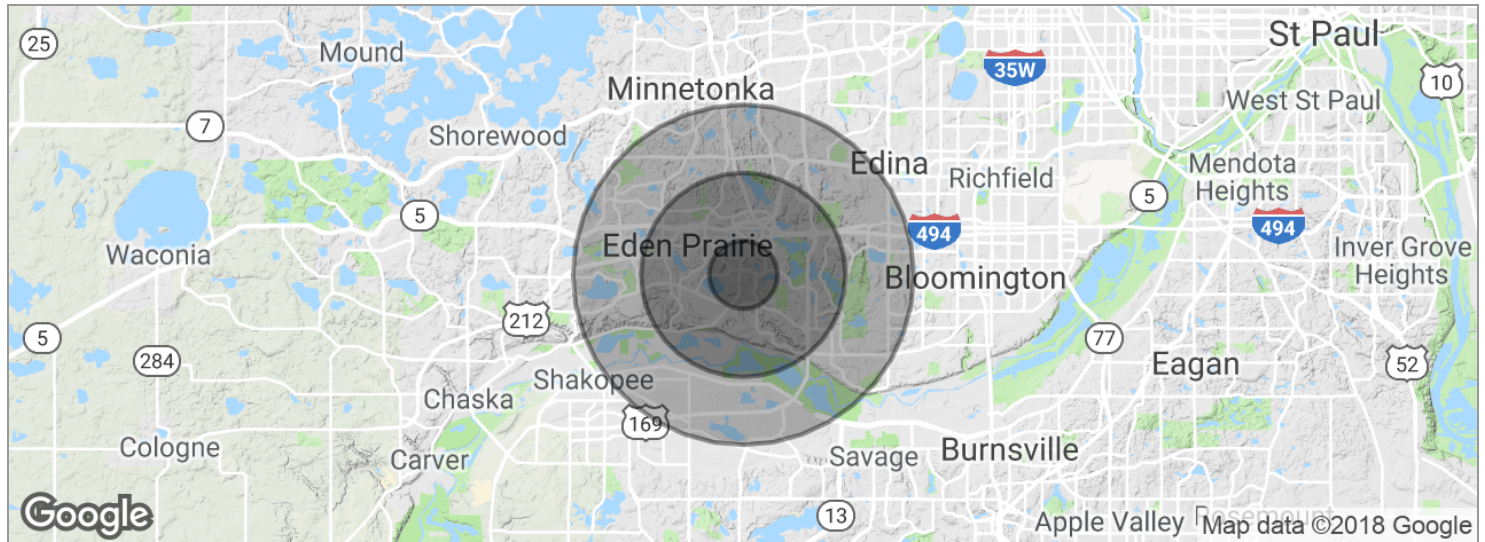 25
Mound
St Paul
35W
10
Minnetonka
West St Paul
7
Shorewood
Edina
Richfield
Mendota
Heights
5
5
494
494
Waconia
Eden Prairie
Inver Grove
Heights
Bloomington
212
5
284
77
Eagan
52
Shakopee
Chaska
169
Cologne
Carver
Savage
Burnsville
Google
13
Apple Valley
Rosemount
Map data ©2018 Google